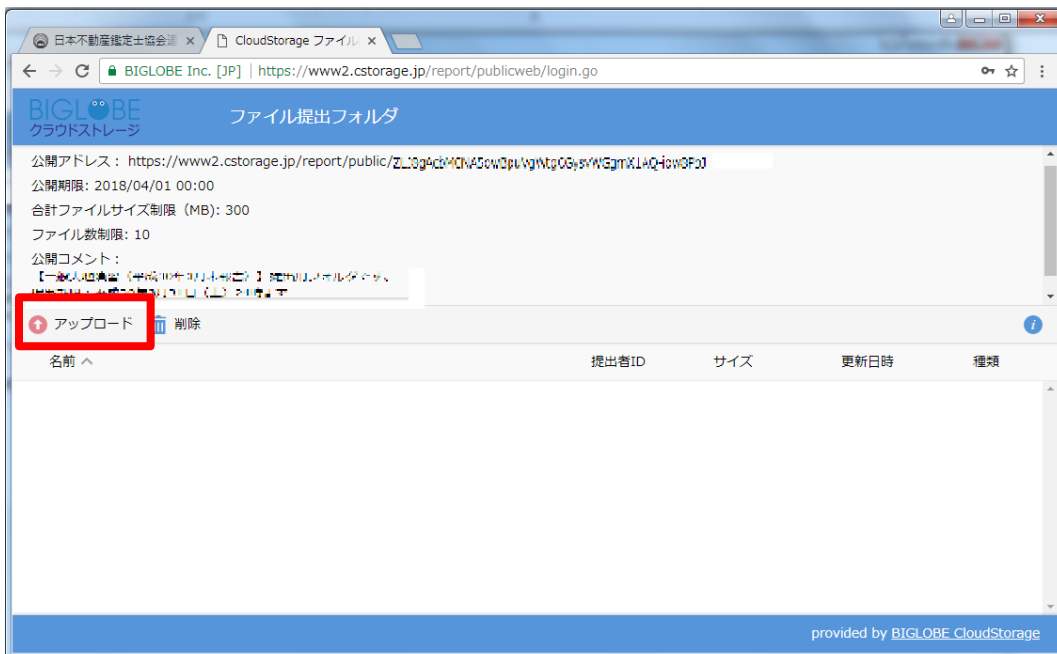 日本不動産鑑定士協会連
CloudStorage ファイル
BIGLOBE Inc. [JP] | https://www2.cstorage.jp/report/publicweb/login.go
BIGLOBE
クラウドストレージ
ファイル提出フォルダ
公開アドレス : https://www2.cstorage.jp/report/public/
公開期限: 2018/04/01 00:00
合計ファイルサイズ制限 (MB): 300
ファイル数制限: 10
公開コメント :
アップロード 削除
名前 提出者ID サイズ 更新日時 種類
provided by BIGLOBE CloudStorage